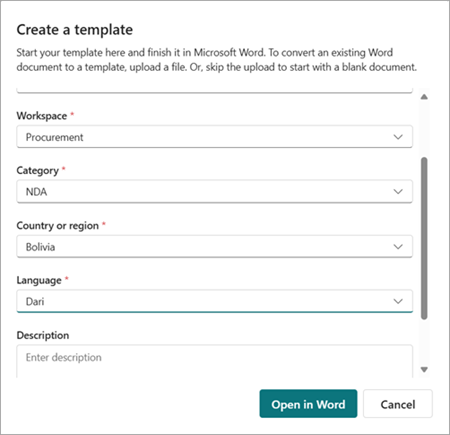 Create a template
Start your template here and finish it in Microsoft Word. To convert an existing Word
document to a template, upload a file. Or, skip the upload to start with a blank document.
Workspace *
Procurement
Category *
NDA
Country or region *
Bolivia
Language *
Dari
Description
Enter description
Open in Word
Cancel